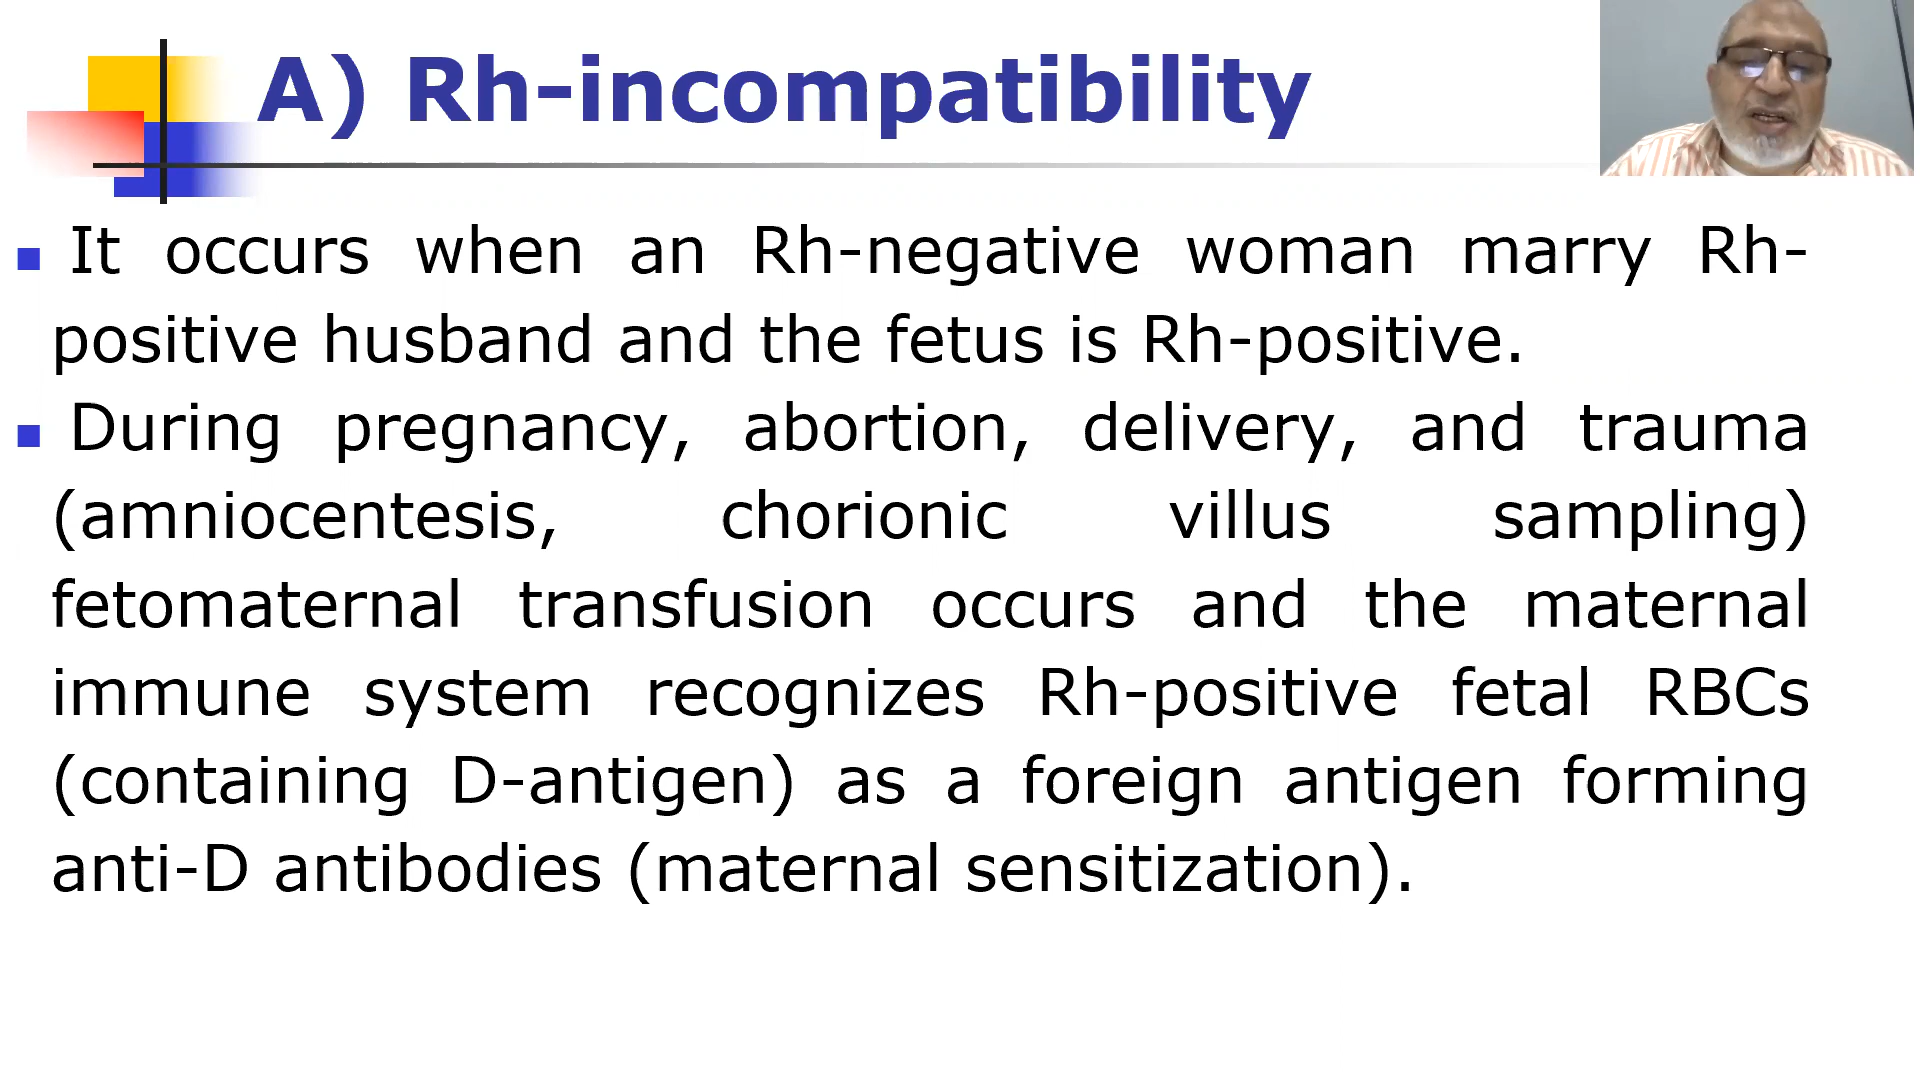 A) Rh-incompatibility
It occurs when an Rh-negative woman marry Rh-
positive husband and the fetus is Rh-positive.
During pregnancy, abortion, delivery, and trauma
(amniocentesis, chorionic villus sampling)
fetomaternal transfusion occurs and the maternal
immune system recognizes Rh-positive fetal RBCs
(containing D-antigen) as a foreign antigen forming
anti-D antibodies (maternal sensitization).